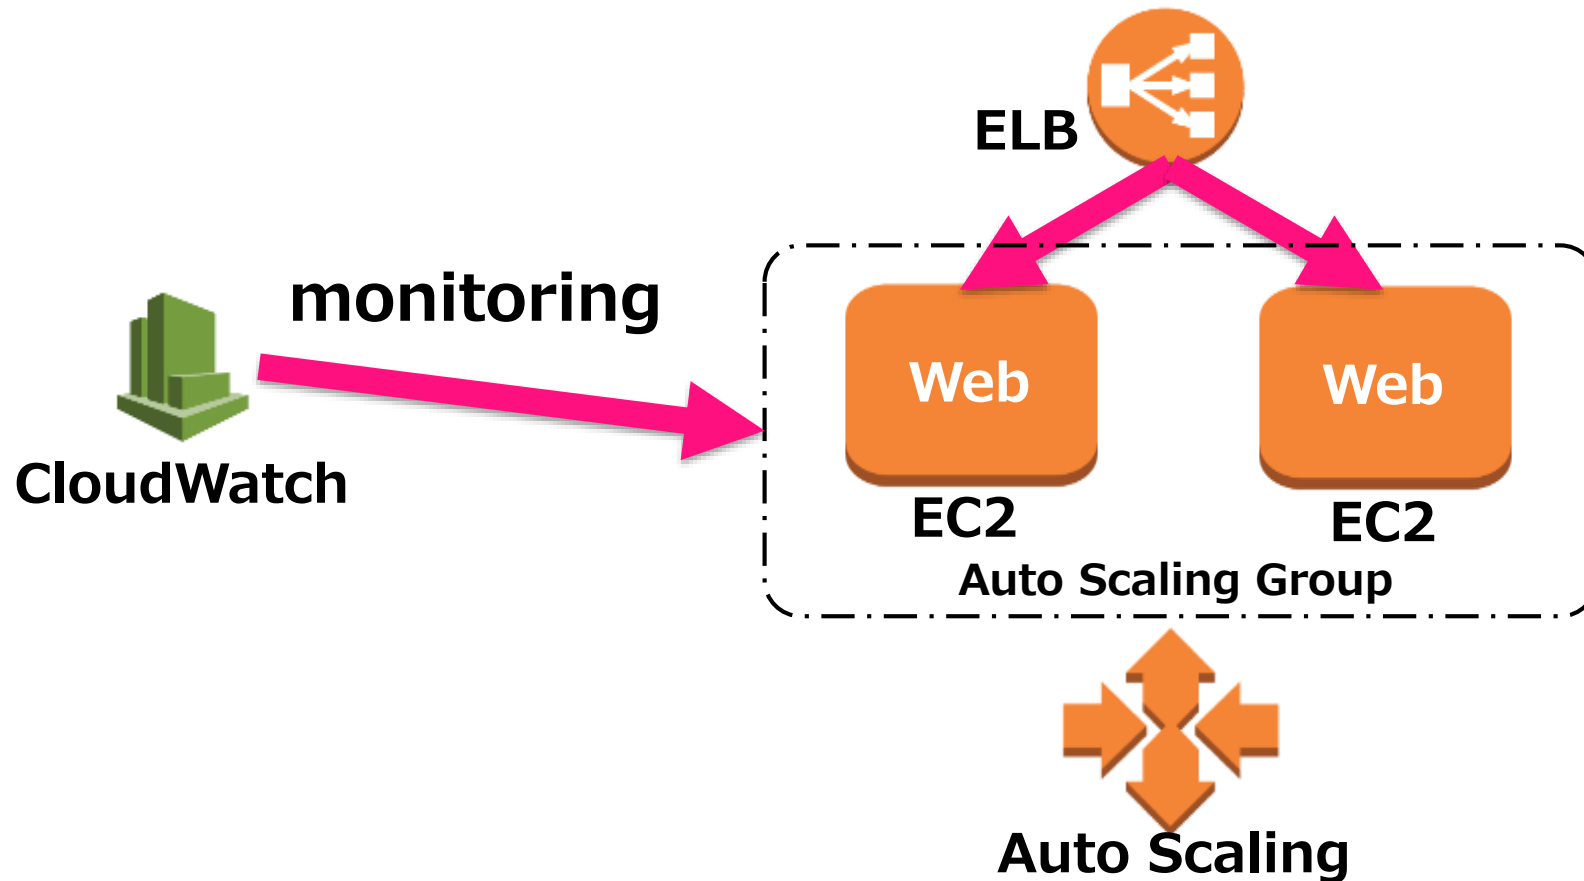 ELB
monitoring
CloudWatch
Web
Web
EC2
EC2
Auto Scaling Group
Auto Scaling